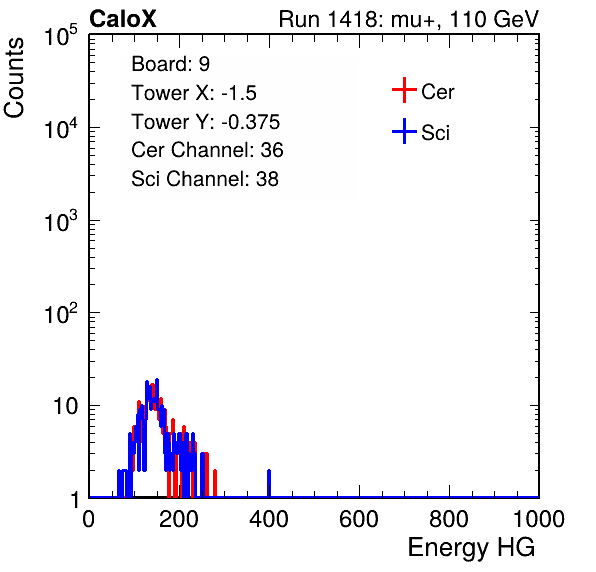 CaloX Run 1418: mu+, 110 GeV
Counts
Board: 9
Tower X: -1.5
Tower Y: -0.375
Cer Channel: 36
Sci Channel: 38
Cer
Sci
10^5
10^4
10^3
10^2
10
1
0 200 400 600 800 1000
Energy HG